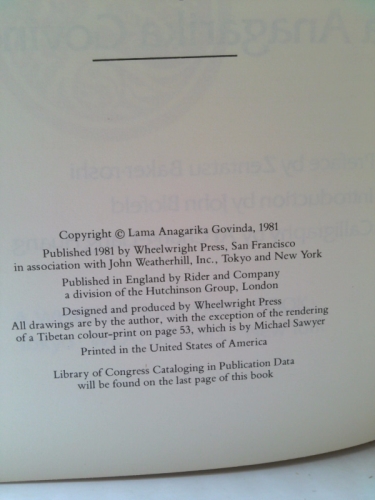 Copyright © Lama Anagarika Govinda, 1981
Published 1981 by Wheelwright Press, San Francisco
in association with John Weatherhill, Inc., Tokyo and New York
Published in England by Rider and Company
a division of the Hutchinson Group, London
Designed and produced by Wheelwright Press
All drawings are by the author, with the exception of the rendering
of a Tibetan colour-print on page 53, which is by Michael Sawyer
Printed in the United States of America
Library of Congress Cataloging in Publication Data
will be found on the last page of this book